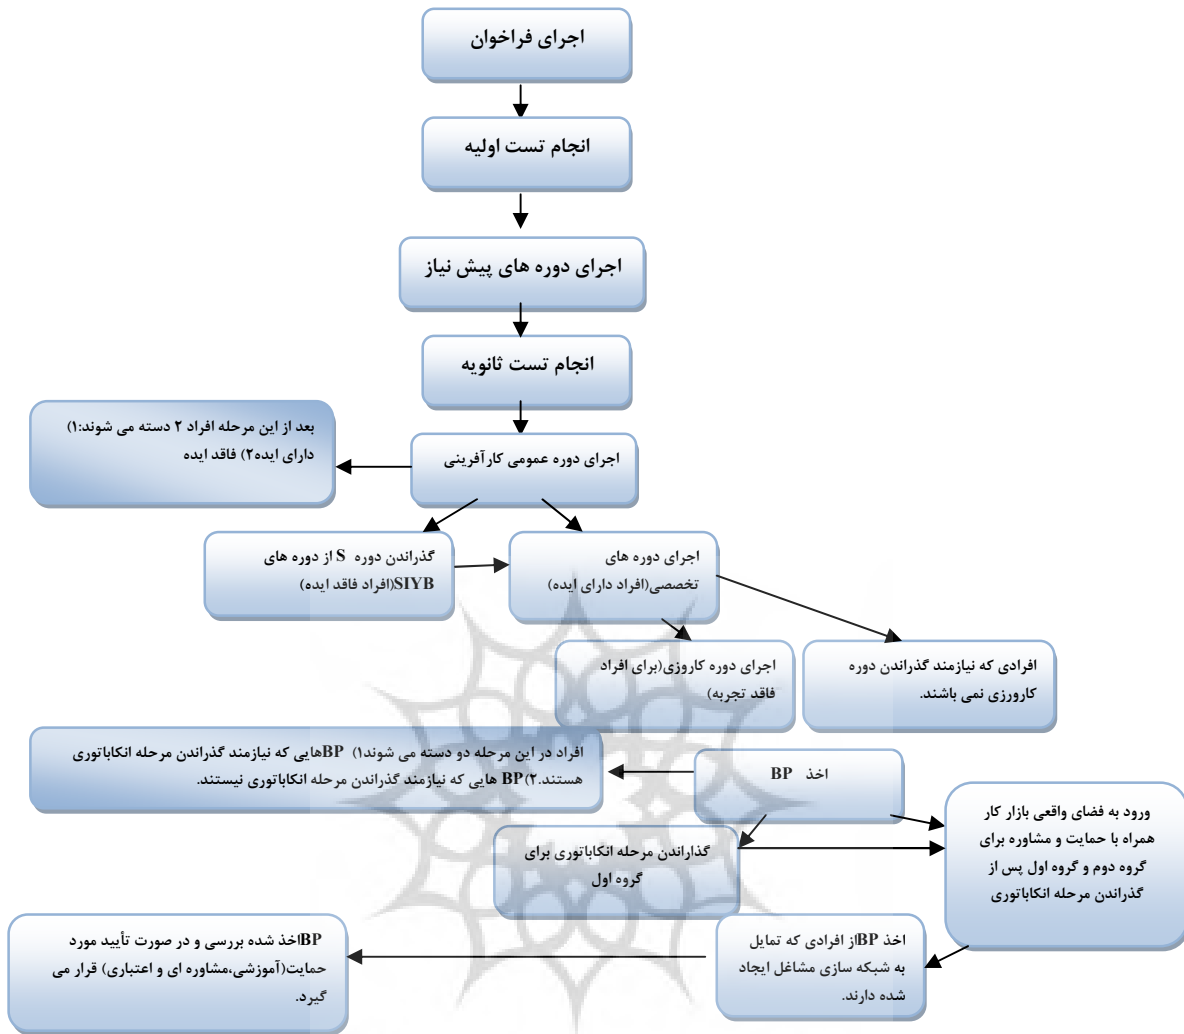 اجرای فراخوان
انجام تست اولیه
اجرای دوره های پیش نیاز
انجام تست ثانویه
بعد از این مرحله افراد ۲ دسته می شوند:۱)
دارای ایده۲) فاقد ایده
اجرای دوره عمومی کارآفرینی
اجرای دوره های
تخصصی(افراد دارای ایده)
گذراندن دوره S از دوره های
SIYB(افراد فاقد ایده)
افرادی که نیازمند گذراندن دوره
کارورزی نمی باشند.
اجرای دوره کاروزی(برای افراد
فاقد تجربه)
افراد در این مرحله دو دسته می شوند۱) BPهایی که نیازمند گذراندن مرحله انکاباتوری
هستند.۲)BP هایی که نیازمند گذراندن مرحله انکاباتوری نیستند.
اخذ BP
ورود به فضای واقعی بازار کار
همراه با حمایت و مشاوره برای
گروه دوم و گروه اول پس از
گذراندن مرحله انکاباتوری
گذاراندن مرحله انکاباتوری برای
گروه اول
اخذ BPاز افرادی که تمایل
به شبکه سازی مشاغل ایجاد
شده دارند.
BPاخذ شده بررسی و در صورت تأیید مورد
حمایت(آموزشی،مشاوره ای و اعتباری) قرار می
گیرد.